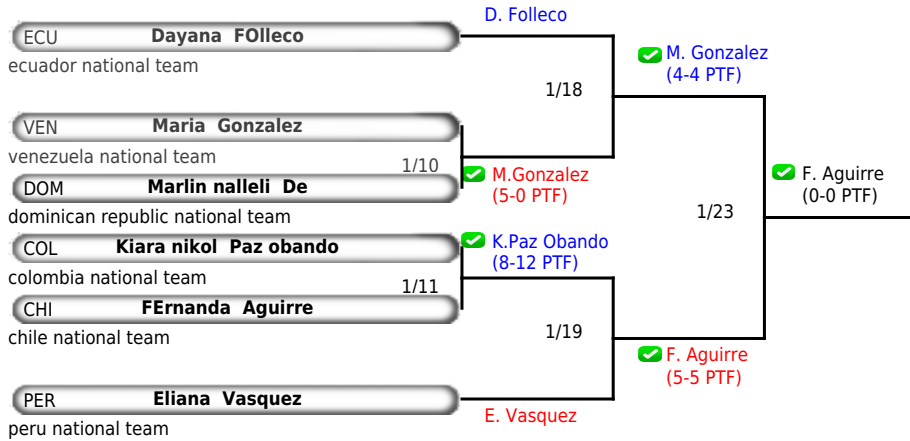 D. Folleco
ECU Dayana FOlleco
ecuador national team
M. Gonzalez
(4-4 PTF)
1/18
VEN Maria Gonzalez
venezuela national team
1/10
M.Gonzalez
(5-0 PTF)
DOM Marlin nalleli De
dominican republic national team
F. Aguirre
(0-0 PTF)
1/23
COL Kiara nikol Paz obando
colombia national team
K.Paz Obando
(8-12 PTF)
1/11
CHI FErnanda Aguirre
chile national team
1/19
F. Aguirre
(5-5 PTF)
PER Eliana Vasquez
peru national team
E. Vasquez